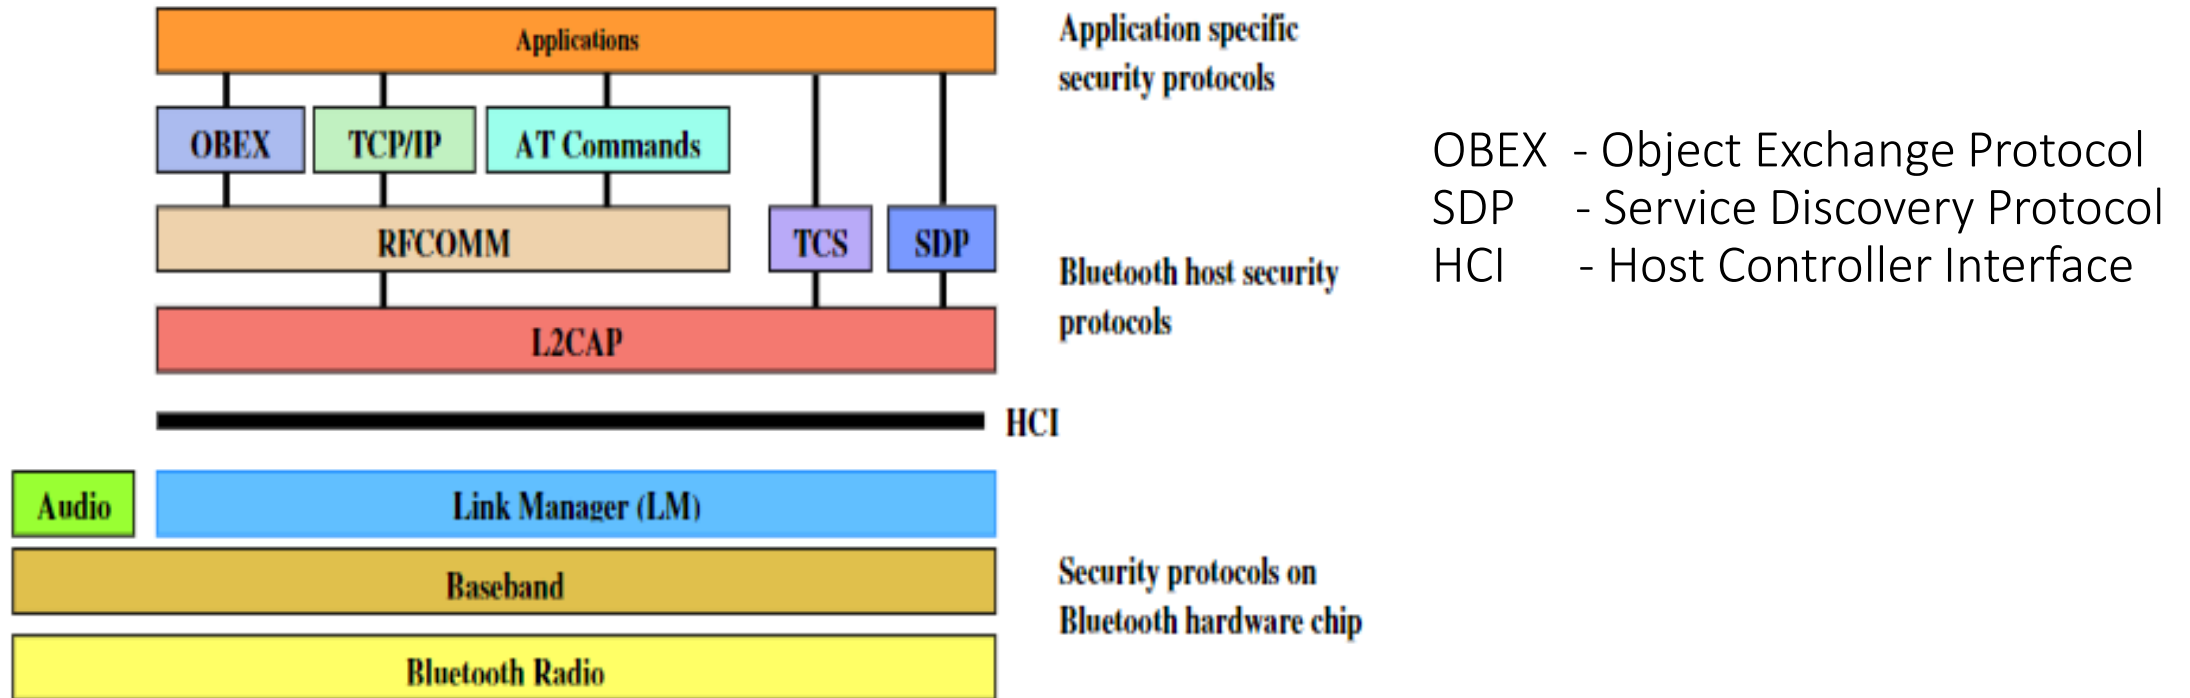 Applications
Application specific
security protocols
OBEX
TCP/IP
AT Commands
OBEX - Object Exchange Protocol
SDP - Service Discovery Protocol
HCI - Host Controller Interface
RFCOMM
TCS
SDP
Bluetooth host security
protocols
L2CAP
HCI
Audio
Link Manager (LM)
Baseband
Security protocols on
Bluetooth hardware chip
Bluetooth Radio